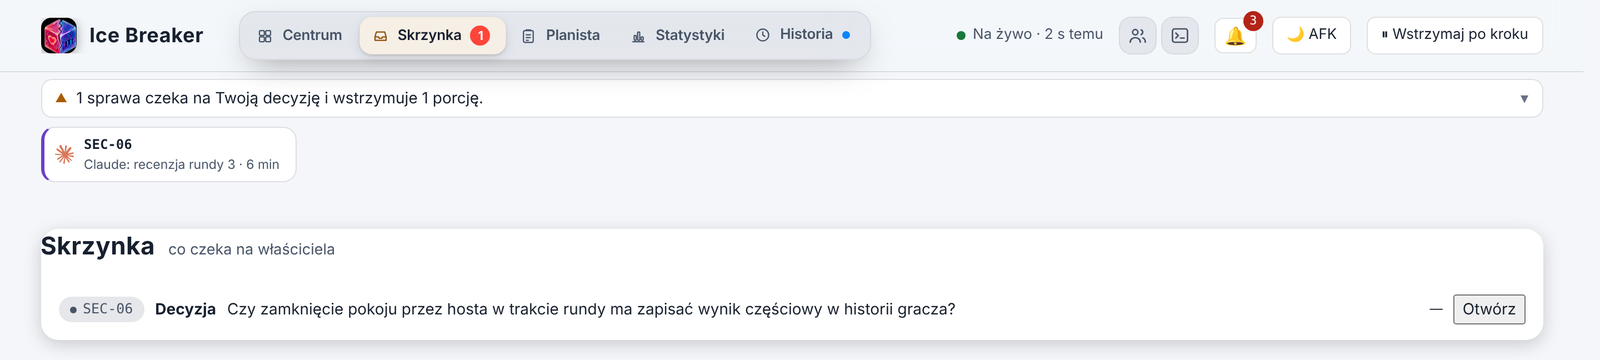 Ice Breaker
Centrum
Skrzynka 1
Planista
Statystyki
Historia
Na żywo · 2 s temu
3
AFK
Wstrzymaj po kroku
1 sprawa czeka na Twoją decyzję i wstrzymuje 1 porcję.
SEC-06
Claude: recenzja rundy 3 · 6 min
Skrzynka co czeka na właściciela
SEC-06 Decyzja Czy zamknięcie pokoju przez hosta w trakcie rundy ma zapisać wynik częściowy w historii gracza? — Otwórz